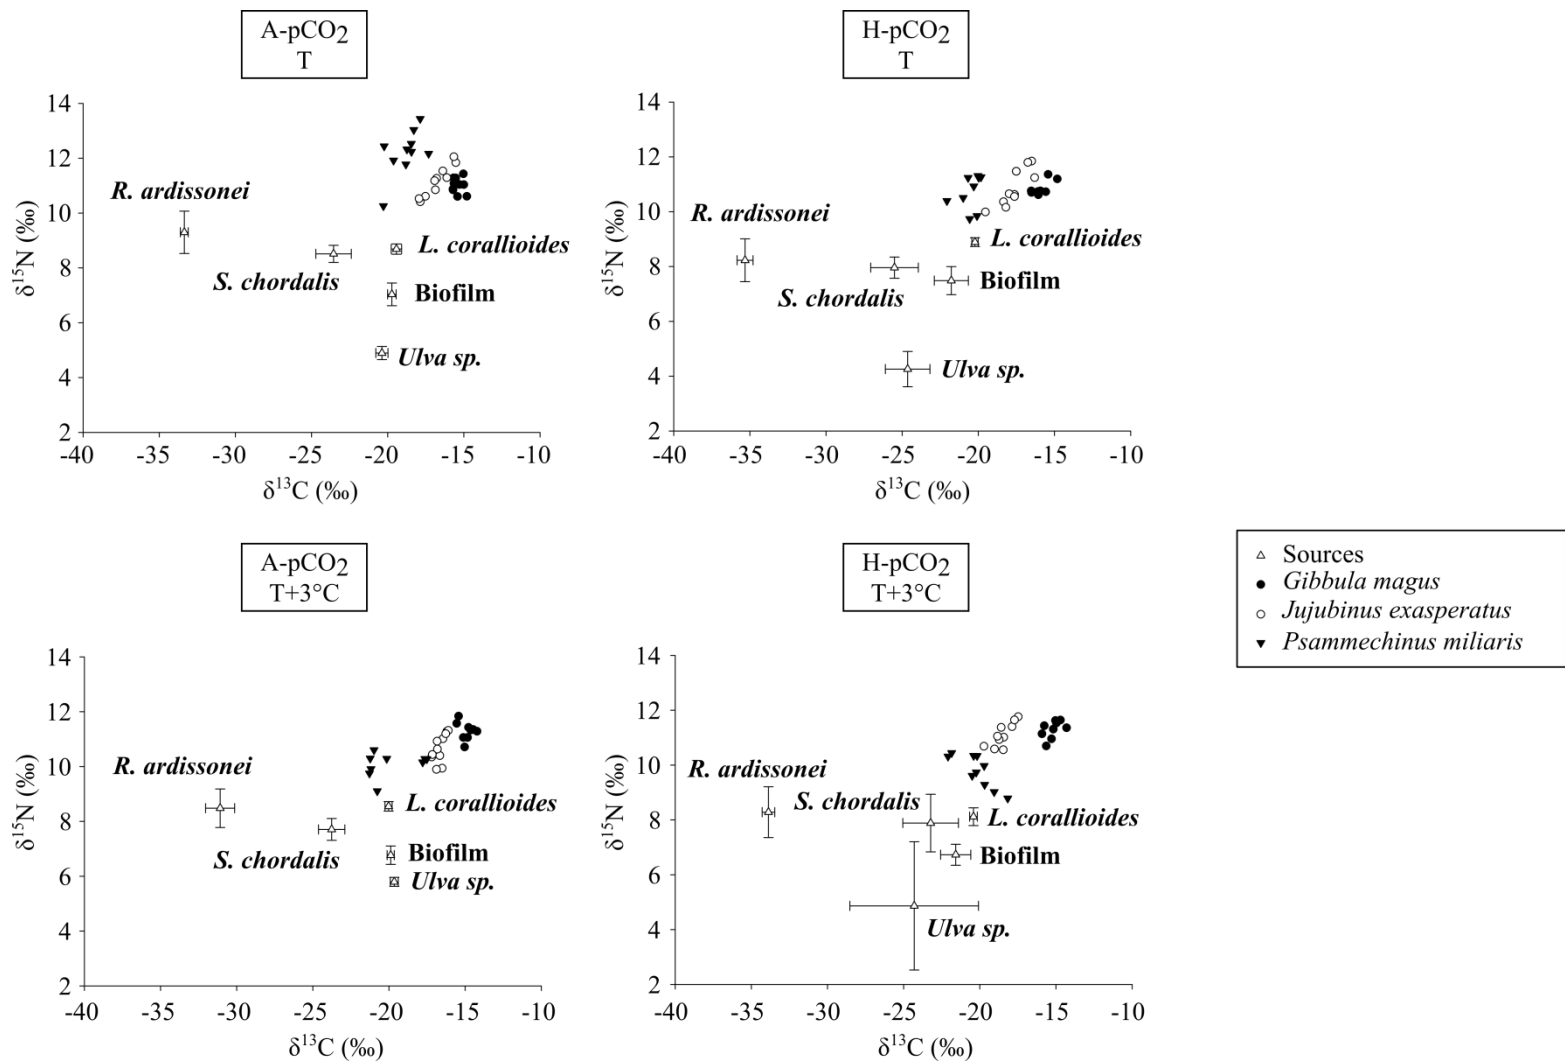 A-pCO2
T
H-pCO2
T
14
12
10
8
6
4
2
δ15N (‰)
R. ardissonei
S. chordalis
L. corallioides
Biofilm
Ulva sp.
-40 -35 -30 -25 -20 -15 -10
δ13C (‰)
14
12
10
8
6
4
2
δ15N (‰)
R. ardissonei
S. chordalis
L. corallioides
Biofilm
Ulva sp.
-40 -35 -30 -25 -20 -15 -10
δ13C (‰)
A-pCO2
T+3°C
H-pCO2
T+3°C
Sources
Gibbula magus
Jujubinus exasperatus
Psammechinus miliaris
14
12
10
8
6
4
2
δ15N (‰)
R. ardissonei
S. chordalis
L. corallioides
Biofilm
Ulva sp.
-40 -35 -30 -25 -20 -15 -10
δ13C (‰)
14
12
10
8
6
4
2
δ15N (‰)
R. ardissonei
S. chordalis
L. corallioides
Biofilm
Ulva sp.
-40 -35 -30 -25 -20 -15 -10
δ13C (‰)